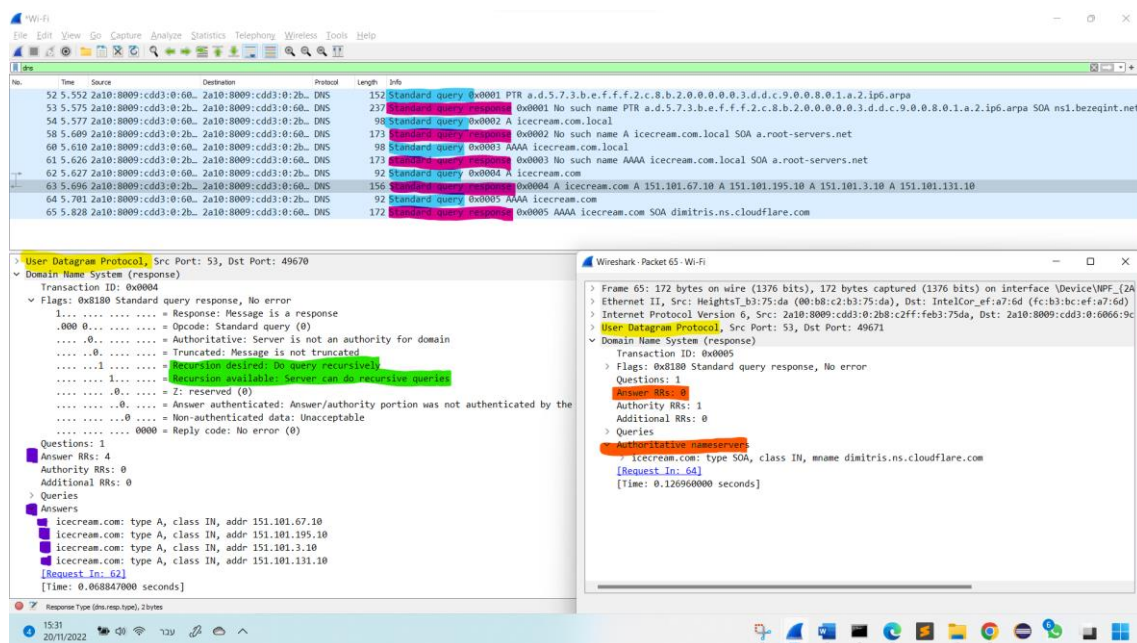 *Wi-Fi
File Edit View Go Capture Analyze Statistics Telephony Wireless Tools Help
dns
No. Time Source Destination Protocol Length Info
52 5.552 2a10:8009:cdd3:0:60… 2a10:8009:cdd3:0:2b… DNS 152 Standard query 0x0001 PTR a.d.5.7.3.b.e.f.f.f.2.c.8.b.2.0.0.0.0.0.3.d.d.c.9.0.0.8.0.1.a.2.ip6.arpa
53 5.575 2a10:8009:cdd3:0:2b… 2a10:8009:cdd3:0:60… DNS 237 Standard query response 0x0001 No such name PTR a.d.5.7.3.b.e.f.f.f.2.c.8.b.2.0.0.0.0.0.3.d.d.c.9.0.0.8.0.1.a.2.ip6.arpa SOA ns1.bezeqint.net
54 5.577 2a10:8009:cdd3:0:60… 2a10:8009:cdd3:0:2b… DNS 98 Standard query 0x0002 A icecream.com.local
58 5.609 2a10:8009:cdd3:0:2b… 2a10:8009:cdd3:0:60… DNS 173 Standard query response 0x0002 No such name A icecream.com.local SOA a.root-servers.net
60 5.610 2a10:8009:cdd3:0:60… 2a10:8009:cdd3:0:2b… DNS 98 Standard query 0x0003 AAAA icecream.com.local
61 5.626 2a10:8009:cdd3:0:2b… 2a10:8009:cdd3:0:60… DNS 173 Standard query response 0x0003 No such name AAAA icecream.com.local SOA a.root-servers.net
62 5.627 2a10:8009:cdd3:0:60… 2a10:8009:cdd3:0:2b… DNS 92 Standard query 0x0004 A icecream.com
63 5.696 2a10:8009:cdd3:0:2b… 2a10:8009:cdd3:0:60… DNS 156 Standard query response 0x0004 A icecream.com A 151.101.67.10 A 151.101.195.10 A 151.101.3.10 A 151.101.131.10
64 5.701 2a10:8009:cdd3:0:60… 2a10:8009:cdd3:0:2b… DNS 92 Standard query 0x0005 AAAA icecream.com
65 5.828 2a10:8009:cdd3:0:2b… 2a10:8009:cdd3:0:60… DNS 172 Standard query response 0x0005 AAAA icecream.com SOA dimitris.ns.cloudflare.com
User Datagram Protocol, Src Port: 53, Dst Port: 49670
Domain Name System (response)
Transaction ID: 0x0004
Flags: 0x8180 Standard query response, No error
1... .... .... .... = Response: Message is a response
.000 0... .... .... = Opcode: Standard query (0)
.... .0.. .... .... = Authoritative: Server is not an authority for domain
.... ..0. .... .... = Truncated: Message is not truncated
.... ...1 .... .... = Recursion desired: Do query recursively
.... .... 1... .... = Recursion available: Server can do recursive queries
.... .... .0.. .... = Z: reserved (0)
.... .... ..0. .... = Answer authenticated: Answer/authority portion was not authenticated by the
.... .... ...0 .... = Non-authenticated data: Unacceptable
.... .... .... 0000 = Reply code: No error (0)
Questions: 1
Answer RRs: 4
Authority RRs: 0
Additional RRs: 0
Queries
Answers
icecream.com: type A, class IN, addr 151.101.67.10
icecream.com: type A, class IN, addr 151.101.195.10
icecream.com: type A, class IN, addr 151.101.3.10
icecream.com: type A, class IN, addr 151.101.131.10
[Request In: 62]
[Time: 0.068847000 seconds]
Response Type (dns.resp.type), 2 bytes
Wireshark · Packet 65 · Wi-Fi
Frame 65: 172 bytes on wire (1376 bits), 172 bytes captured (1376 bits) on interface \Device\NPF_{2A
Ethernet II, Src: HeightsT_b3:75:da (00:b8:c2:b3:75:da), Dst: IntelCor_ef:a7:6d (fc:b3:bc:ef:a7:6d)
Internet Protocol Version 6, Src: 2a10:8009:cdd3:0:2b8:c2ff:feb3:75da, Dst: 2a10:8009:cdd3:0:6066:9c
User Datagram Protocol, Src Port: 53, Dst Port: 49671
Domain Name System (response)
Transaction ID: 0x0005
Flags: 0x8180 Standard query response, No error
Questions: 1
Answer RRs: 0
Authority RRs: 1
Additional RRs: 0
Queries
Authoritative nameservers
icecream.com: type SOA, class IN, mname dimitris.ns.cloudflare.com
[Request In: 64]
[Time: 0.126960000 seconds]
4 15:31
20/11/2022
עבר
6